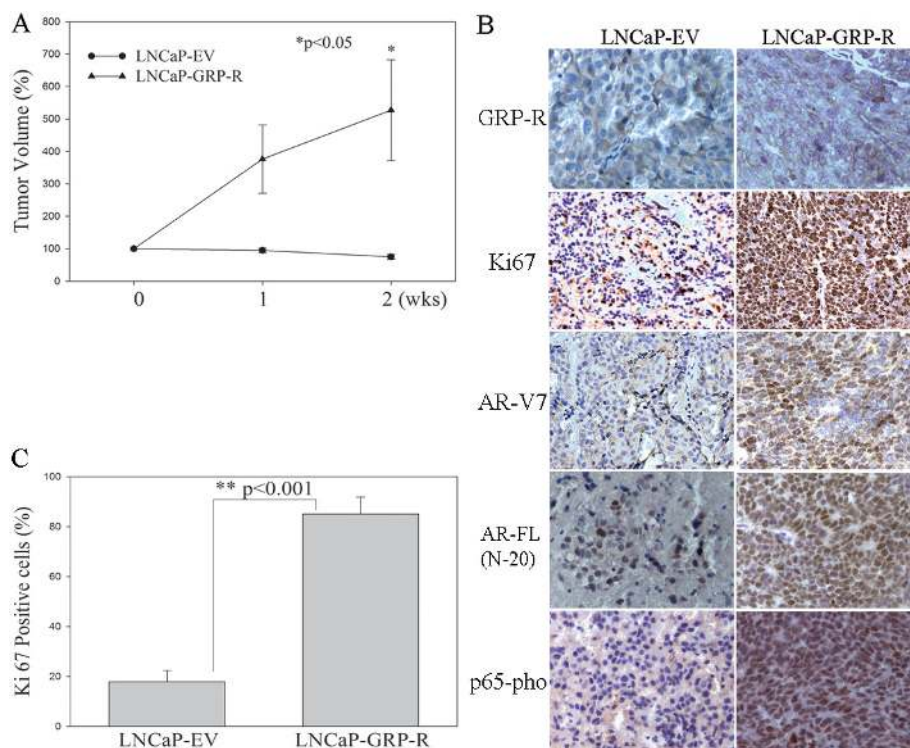 A
Tumor Volume (%)
800
700
600
500
400
300
200
100
0
LNCaP-EV
LNCaP-GRP-R
*p<0.05
*
0 1 2 (wks)
B
LNCaP-EV LNCaP-GRP-R
GRP-R
Ki67
AR-V7
AR-FL
(N-20)
p65-pho
C
Ki 67 Positive cells (%)
100
80
60
40
20
0
** p<0.001
LNCaP-EV LNCaP-GRP-R